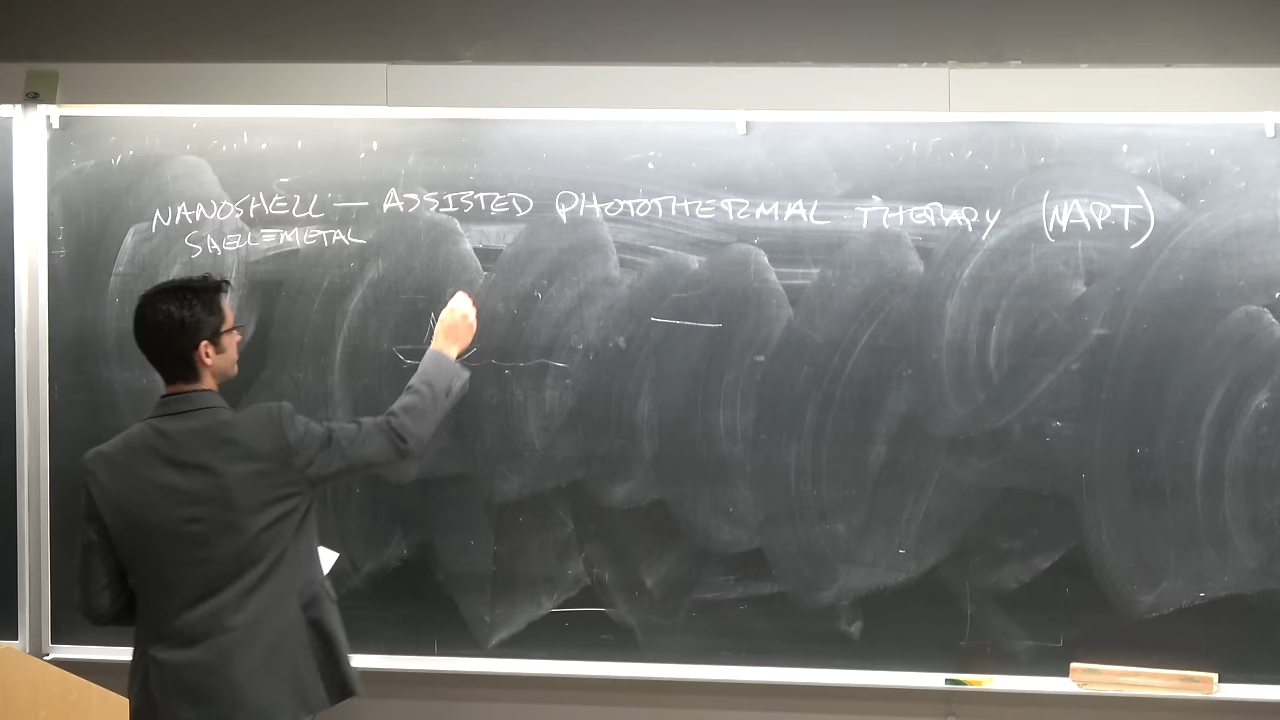 NANOSHELL — ASSISTED PHOTOTHERMAL THERAPY (NAPT)
SHELL=METAL